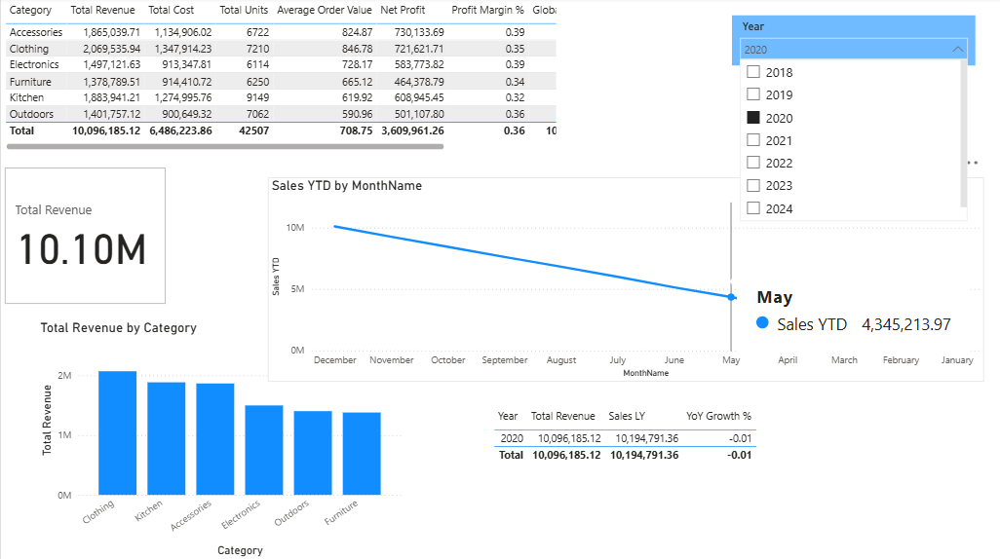 Category Total Revenue Total Cost Total Units Average Order Value Net Profit Profit Margin %
Accessories 1,865,039.71 1,134,906.02 6722 824.87 730,133.69 0.39
Clothing 2,069,535.94 1,347,914.23 7210 846.78 721,621.71 0.35
Electronics 1,497,121.63 913,347.81 6114 728.17 583,773.82 0.39
Furniture 1,378,789.51 914,410.72 6250 665.12 464,378.79 0.34
Kitchen 1,883,941.21 1,274,995.76 9149 619.92 608,945.45 0.32
Outdoors 1,401,757.12 900,649.32 7062 590.96 501,107.80 0.36
Total 10,096,185.12 6,486,223.86 42507 708.75 3,609,961.26 0.36 10
Year
2020
2018
2019
2020
2021
2022
2023
2024
Total Revenue
10.10M
Sales YTD by MonthName
Sales YTD
10M
5M
0M
May
Sales YTD 4,345,213.97
December November October September August July June May April March February January
MonthName
Total Revenue by Category
Total Revenue
2M
1M
0M
Clothing Kitchen Accessories Electronics Outdoors Furniture
Category
Year Total Revenue Sales LY YoY Growth %
2020 10,096,185.12 10,194,791.36 -0.01
Total 10,096,185.12 10,194,791.36 -0.01